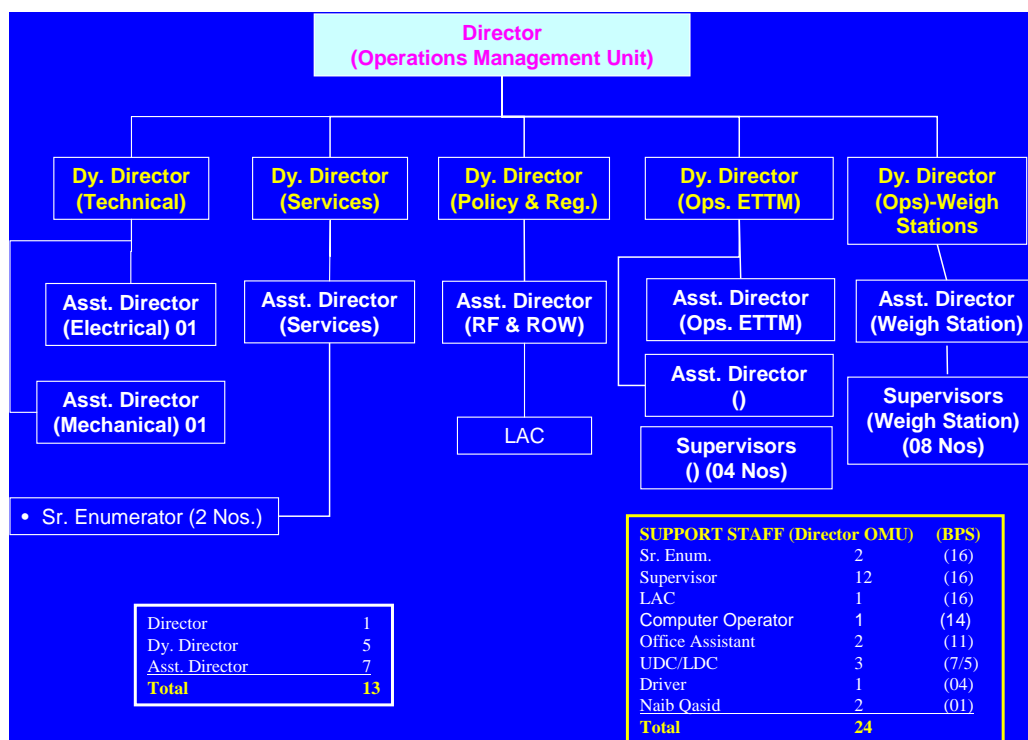 Director
(Operations Management Unit)
Dy. Director
(Technical)
Dy. Director
(Services)
Dy. Director
(Policy & Reg.)
Dy. Director
(Ops. ETTM)
Dy. Director
(Ops)-Weigh
Stations
Asst. Director
(Electrical) 01
Asst. Director
(Services)
Asst. Director
(RF & ROW)
Asst. Director
(Ops. ETTM)
Asst. Director
(Weigh Station)
Asst. Director
(Mechanical) 01
LAC
Asst. Director
()
Supervisors
(Weigh Station)
(08 Nos)
Supervisors
() (04 Nos)
• Sr. Enumerator (2 Nos.)
Director 1
Dy. Director 5
Asst. Director 7
Total 13
SUPPORT STAFF (Director OMU) (BPS)
Sr. Enum. 2 (16)
Supervisor 12 (16)
LAC 1 (16)
Computer Operator 1 (14)
Office Assistant 2 (11)
UDC/LDC 3 (7/5)
Driver 1 (04)
Naib Qasid 2 (01)
Total 24